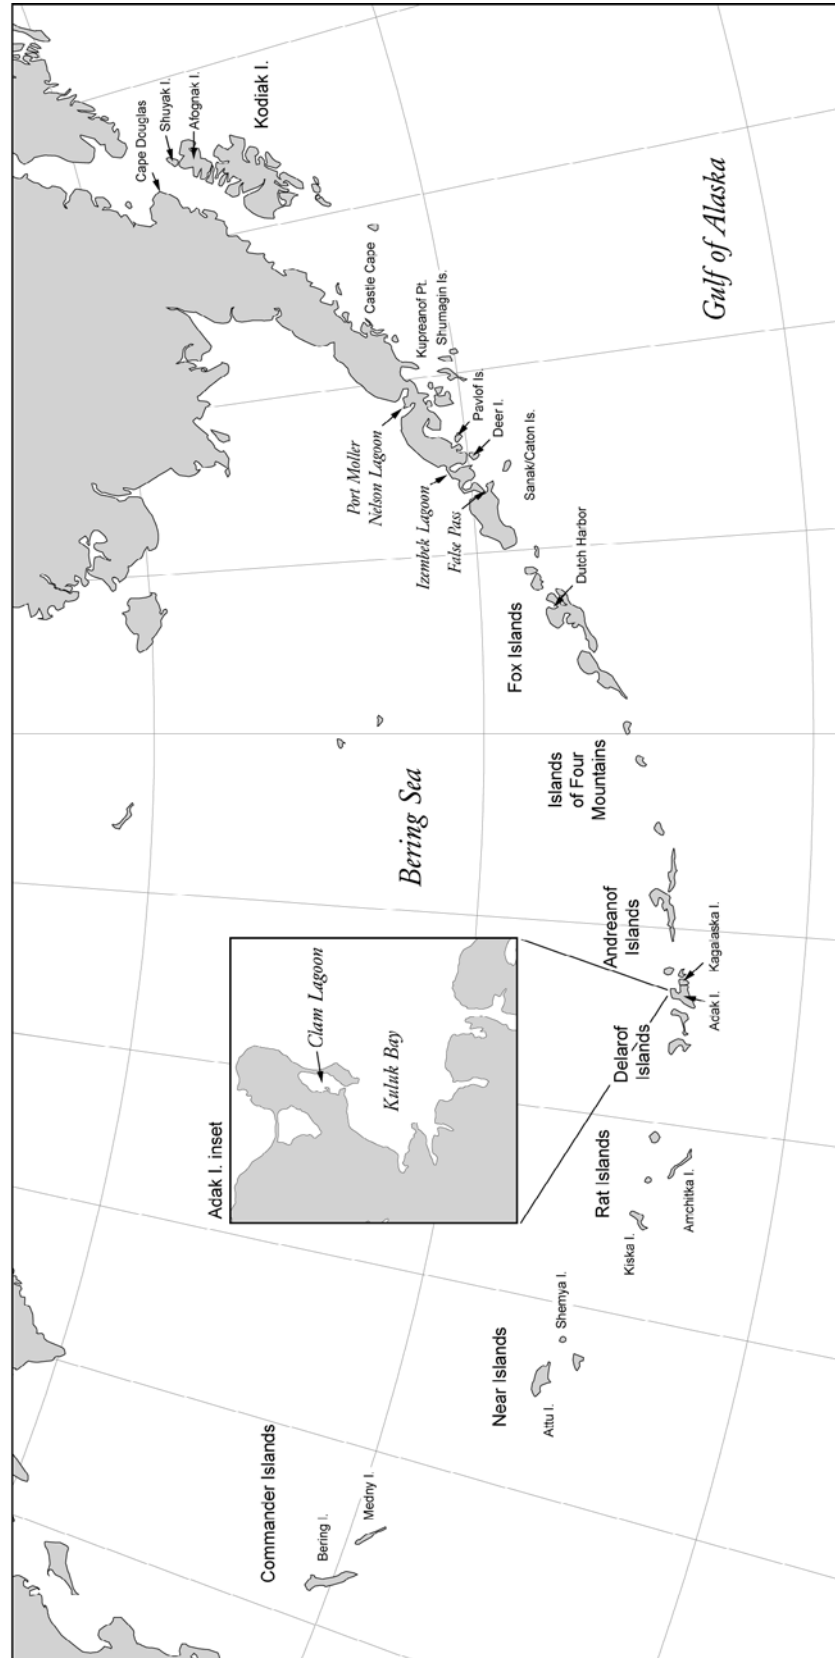 Cape Douglas
Shuyak I.
Afognak I.
Kodiak I.
Castle Cape
Kupreanof Pt.
Shumagin Is.
Gulf of Alaska
Port Moller
Nelson Lagoon
Pavlof Is.
Deer I.
Izembek Lagoon
False Pass
Sanak/Caton Is.
Dutch Harbor
Fox Islands
Islands
of Four
Mountains
Bering Sea
Andreanof
Islands
Kagalaska I.
Adak I.
Delarof
Islands
Adak I. inset
Clam Lagoon
Kuluk Bay
Rat Islands
Amchitka I.
Kiska I.
Near Islands
Shemya I.
Attu I.
Commander Islands
Bering I.
Medny I.